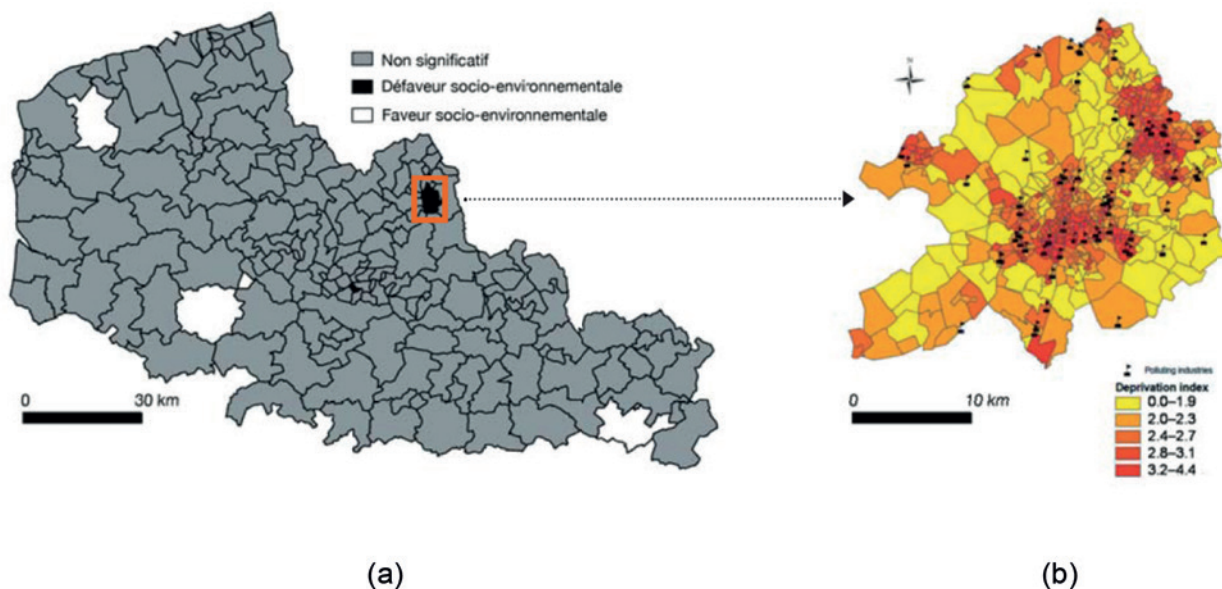 Non significatif
Défaveur socio-environnementale
Faveur socio-environnementale
0 30 km
(a)
N
Polluting industries
Deprivation index
0.0–1.9
2.0–2.3
2.4–2.7
2.8–3.1
3.2–4.4
0 10 km
(b)